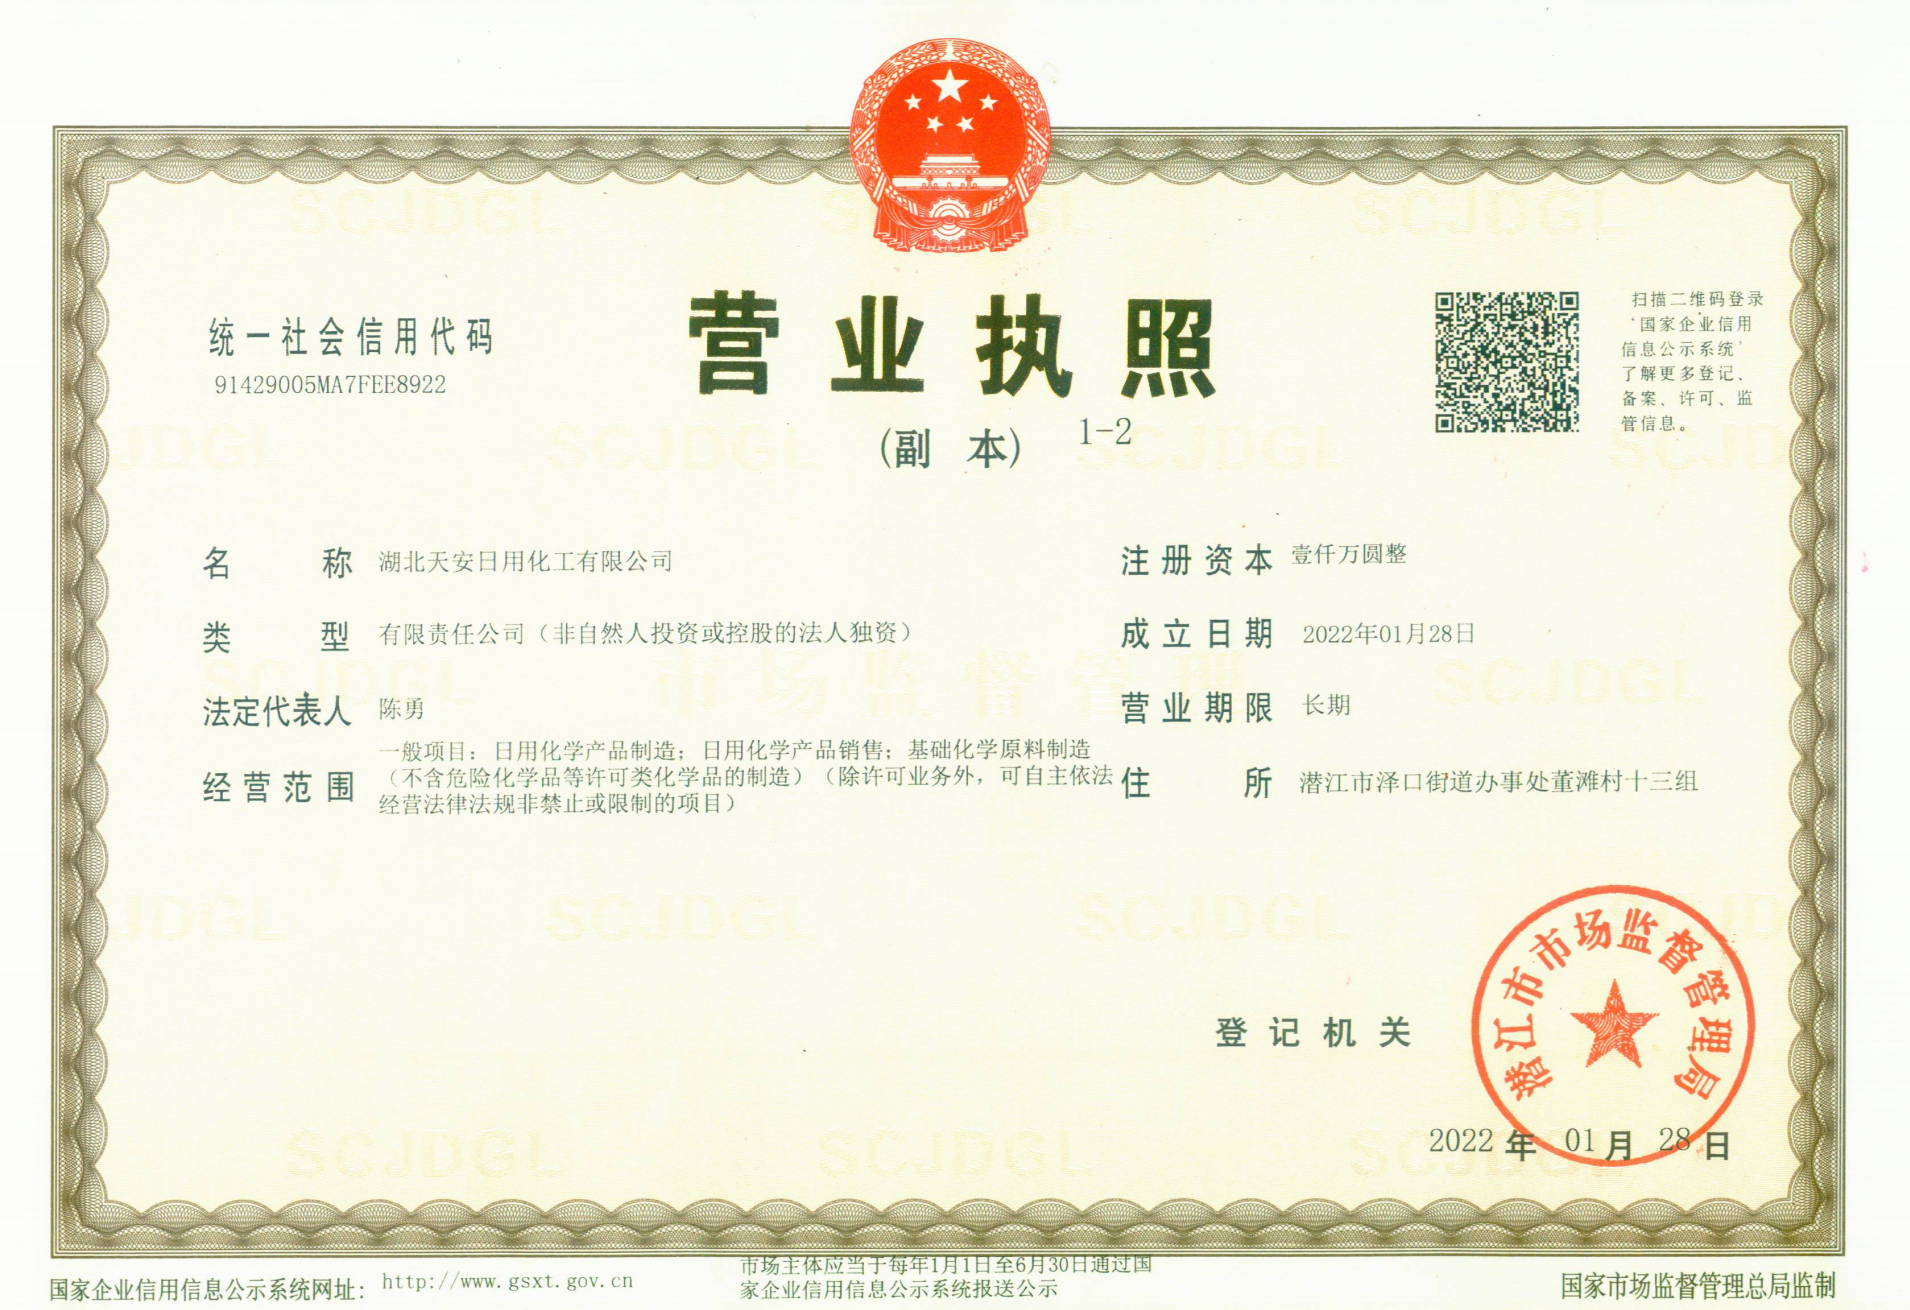 营业执照
(副 本) 1-2
统一社会信用代码
91429005MA7FEE8922
扫描二维码登录
‘国家企业信用
信息公示系统’
了解更多登记、
备案、许可、监
管信息。
名 称 湖北天安日用化工有限公司
类 型 有限责任公司（非自然人投资或控股的法人独资）
法定代表人 陈勇
经营范围 一般项目：日用化学产品制造；日用化学产品销售；基础化学原料制造
（不含危险化学品等许可类化学品的制造）（除许可业务外，可自主依法
经营法律法规非禁止或限制的项目）
注册资本 壹仟万圆整
成立日期 2022年01月28日
营业期限 长期
住 所 潜江市泽口街道办事处董滩村十三组
登记机关
潜江市市场监督管理局
2022 年 01 月 28 日
国家企业信用信息公示系统网址： http://www.gsxt.gov.cn
市场主体应当于每年1月1日至6月30日通过国
家企业信用信息公示系统报送公示
国家市场监督管理总局监制
SCJDGL
市场监督管理